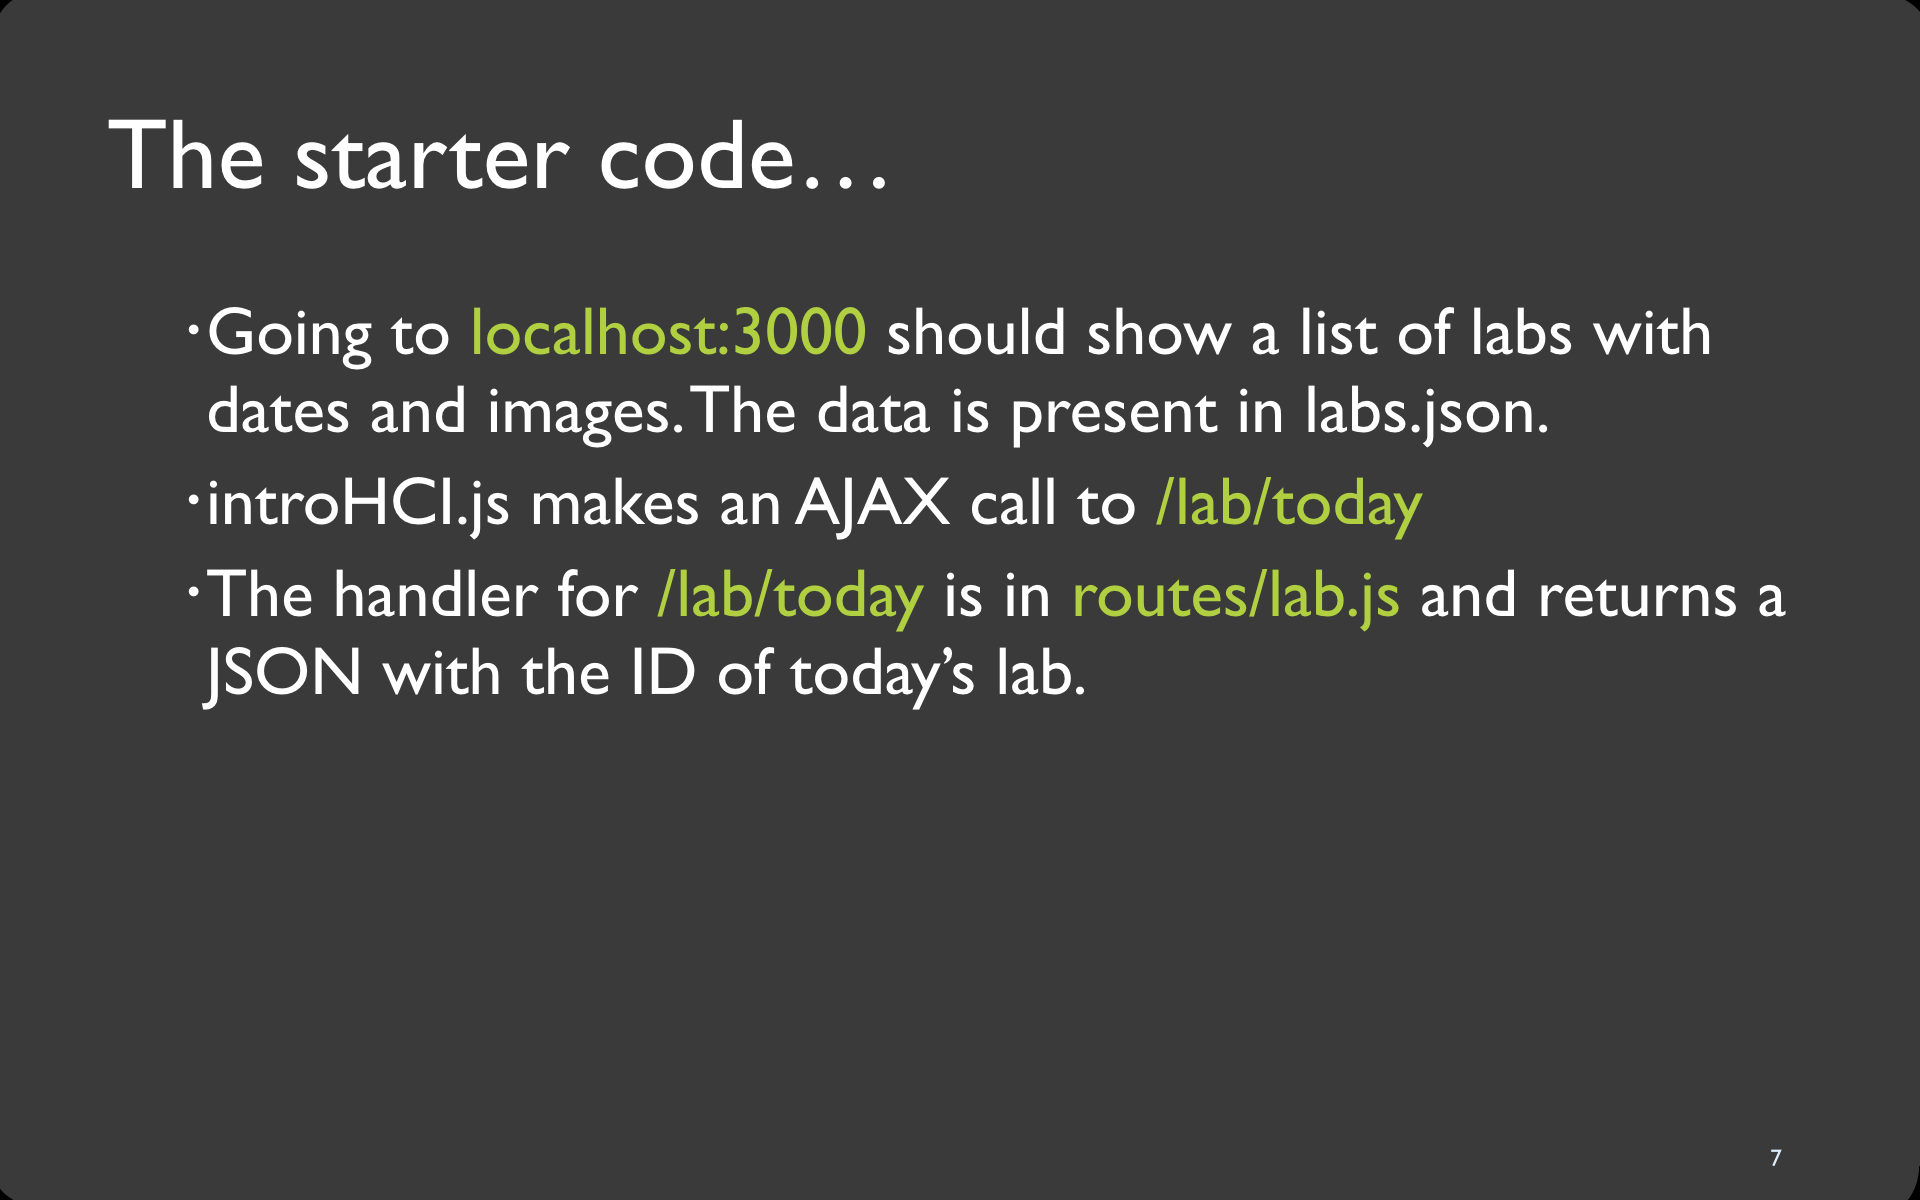 The starter code…
·Going to localhost:3000 should show a list of labs with
dates and images. The data is present in labs.json.
·introHCI.js makes an AJAX call to /lab/today
·The handler for /lab/today is in routes/lab.js and returns a
JSON with the ID of today’s lab.
7